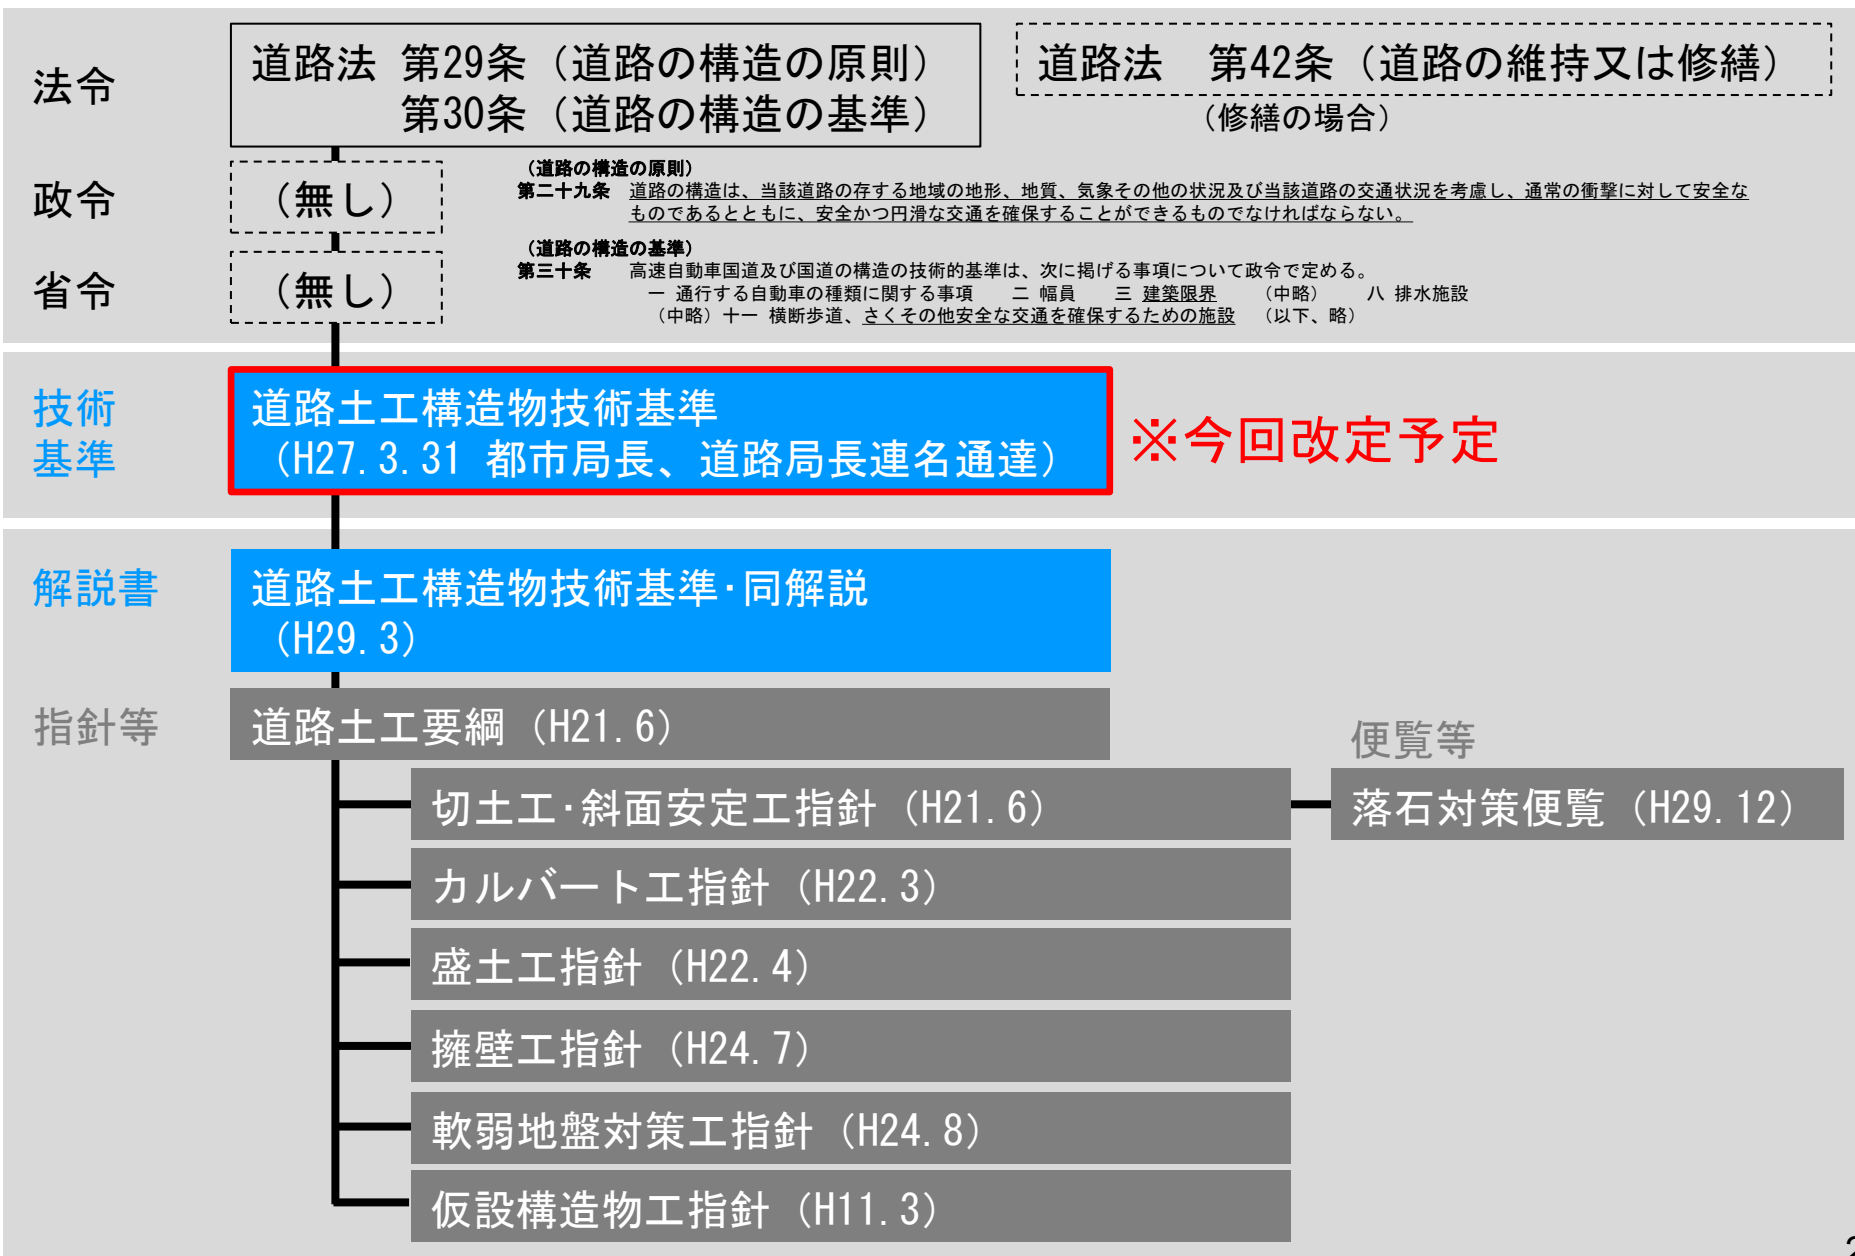 法令
道路法 第29条（道路の構造の原則）
第30条（道路の構造の基準）
道路法 第42条（道路の維持又は修繕）
（修繕の場合）
政令
（無し）
（道路の構造の原則）
第二十九条 道路の構造は、当該道路の存する地域の地形、地質、気象その他の状況及び当該道路の交通状況を考慮し、通常の衝撃に対して安全な
ものであるとともに、安全かつ円滑な交通を確保することができるものでなければならない。
省令
（無し）
（道路の構造の基準）
第三十条 高速自動車国道及び国道の構造の技術的基準は、次に掲げる事項について政令で定める。
一 通行する自動車の種類に関する事項 二 幅員 三 建築限界 （中略） 八 排水施設
（中略）十一 横断歩道、さくその他安全な交通を確保するための施設 （以下、略）
技術
基準
道路土工構造物技術基準
（H27.3.31 都市局長、道路局長連名通達）
※今回改定予定
解説書
道路土工構造物技術基準･同解説
（H29.3）
指針等
道路土工要綱（H21.6）
便覧等
切土工･斜面安定工指針（H21.6）
落石対策便覧（H29.12）
カルバート工指針（H22.3）
盛土工指針（H22.4）
擁壁工指針（H24.7）
軟弱地盤対策工指針（H24.8）
仮設構造物工指針（H11.3）